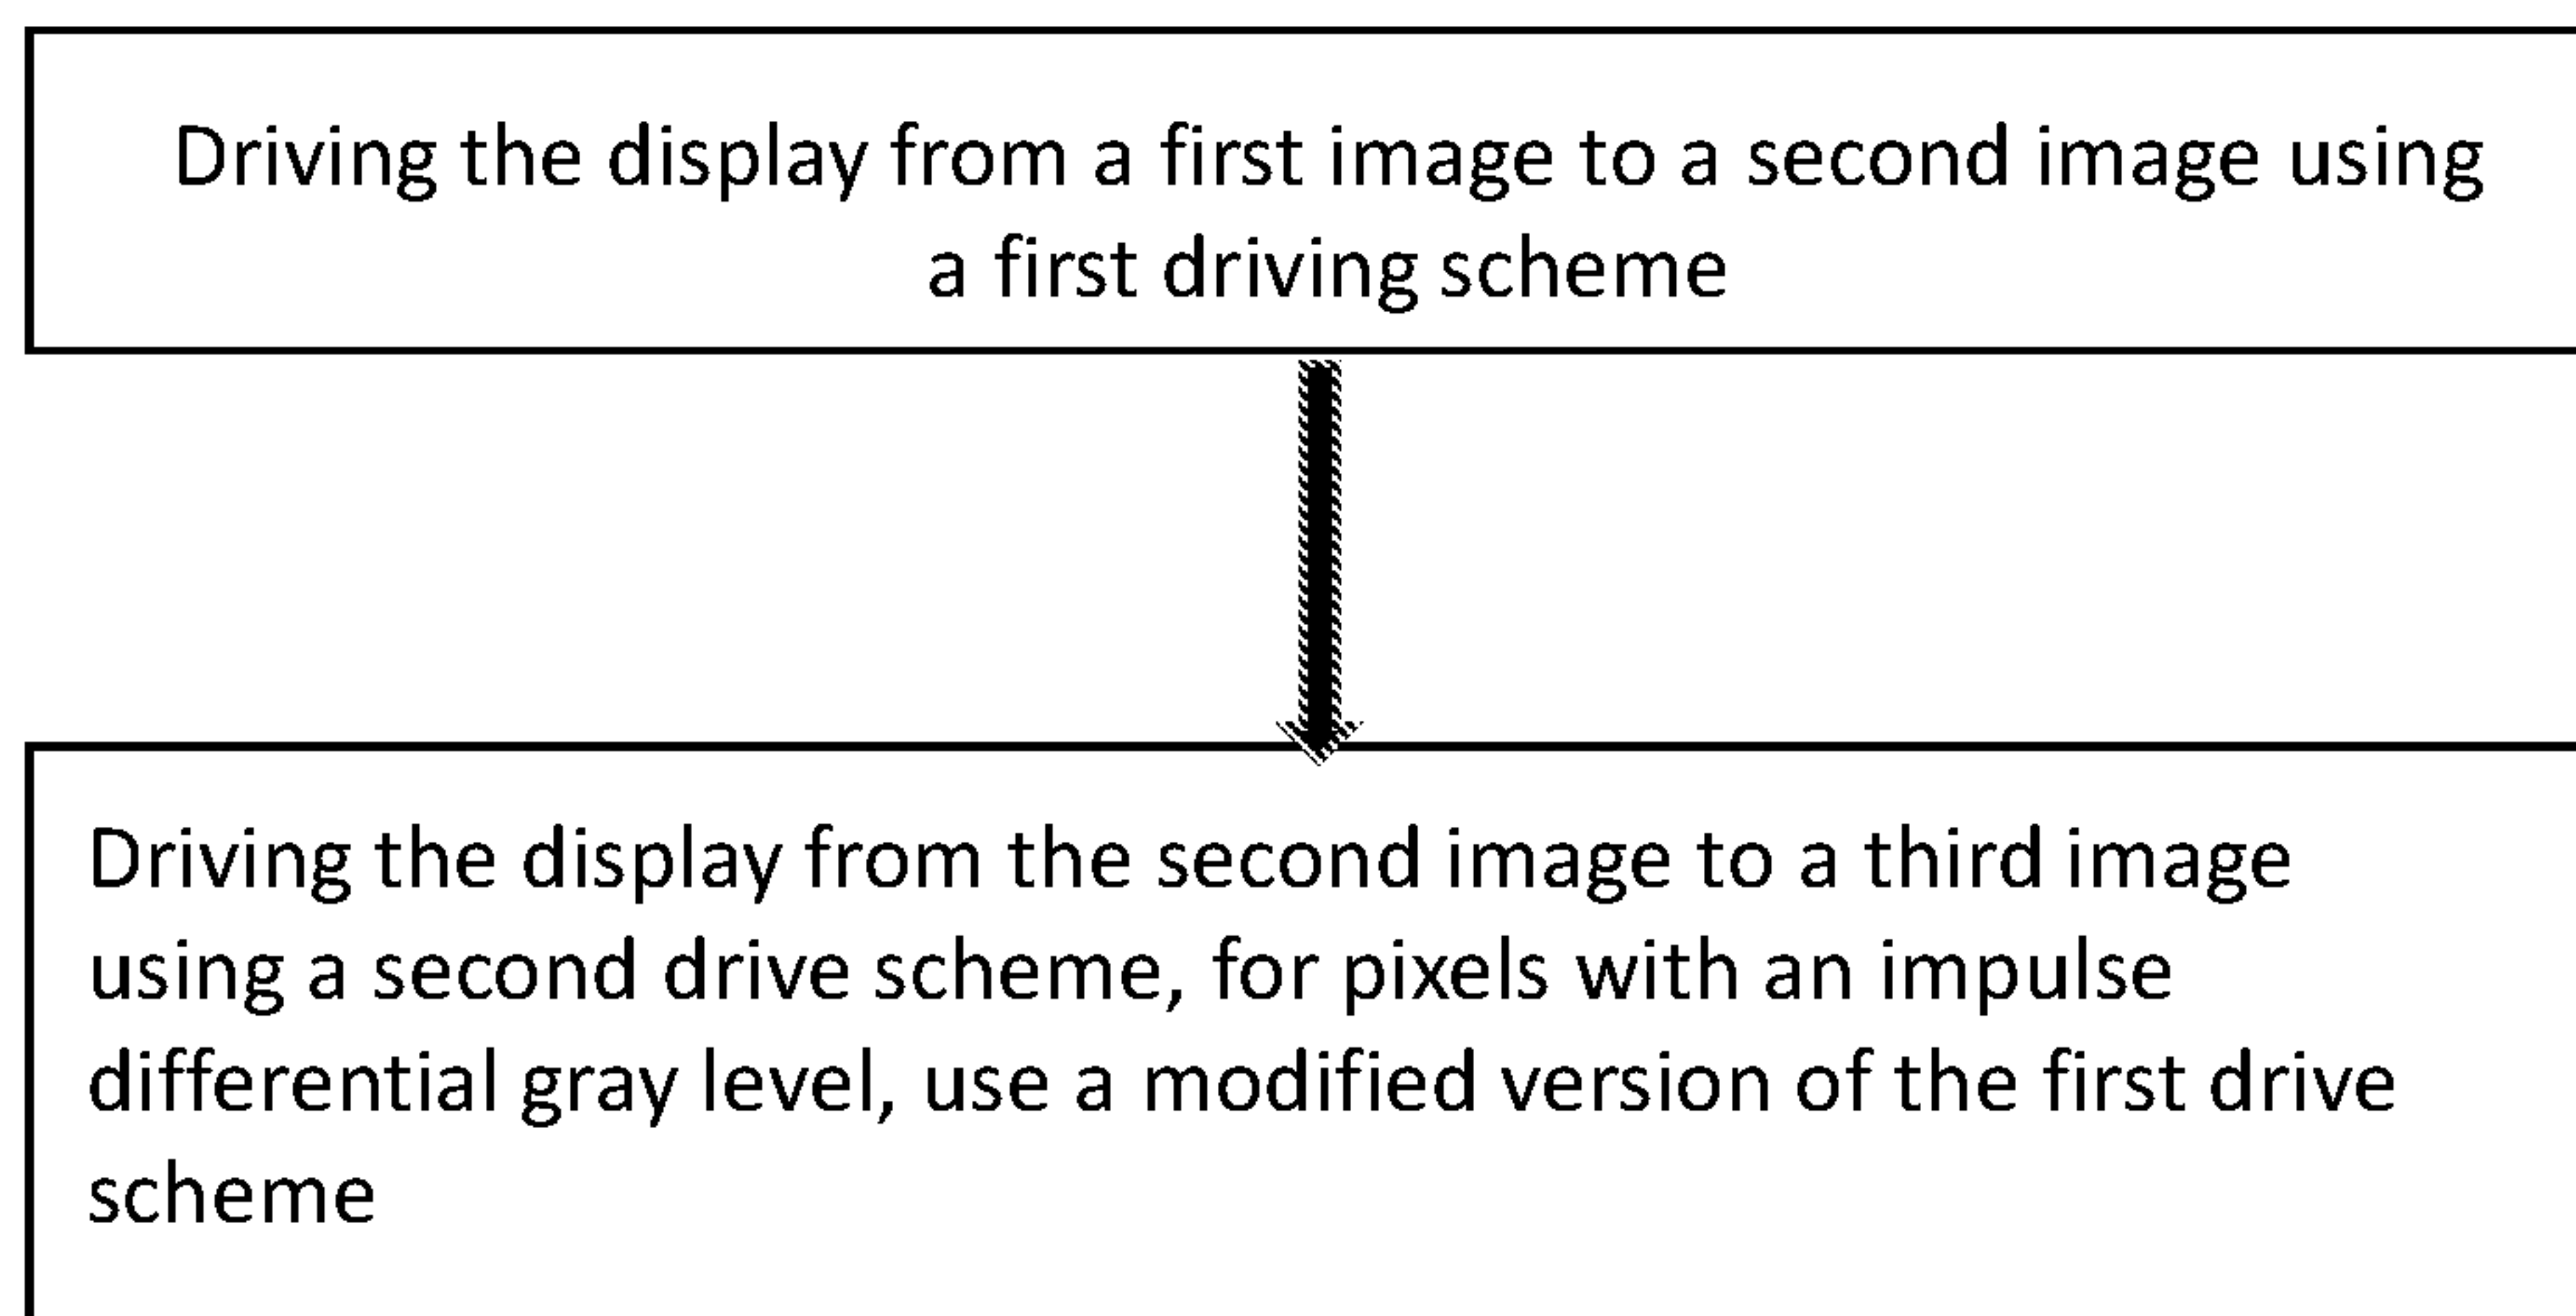 Driving the display from a first image to a second image using
a first driving scheme
Driving the display from the second image to a third image
using a second drive scheme, for pixels with an impulse
differential gray level, use a modified version of the first drive
scheme